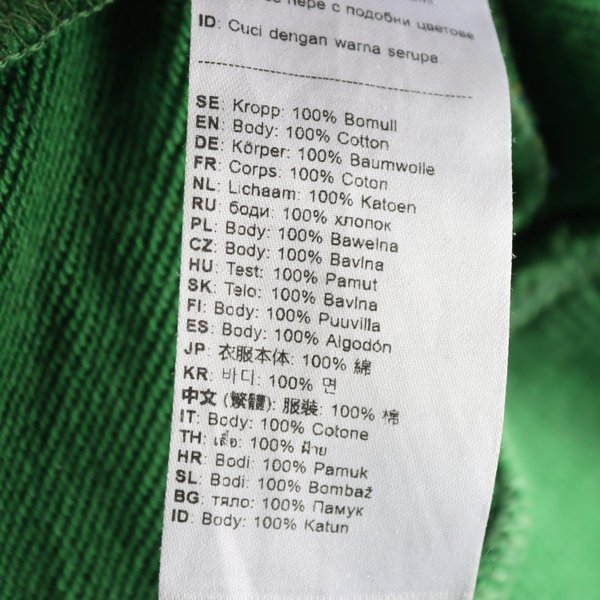 пере с подобни цветове
ID: Cuci dengan warna serupa
SE: Kropp: 100% Bomull
EN: Body: 100% Cotton
DE: Körper: 100% Baumwolle
FR: Corps: 100% Coton
NL: Lichaam: 100% Katoen
RU: боди: 100% хлопок
PL: Body: 100% Bawelna
CZ: Body: 100% Bavlna
HU: Test: 100% Pamut
SK: Telo: 100% Bavlna
FI: Body: 100% Puuvilla
ES: Body: 100% Algodón
JP: 衣服本体: 100% 綿
KR: 바디: 100% 면
中文 (繁體): 服裝: 100% 棉
IT: Body: 100% Cotone
TH: เสื้อ: 100% ฝ้าย
HR: Bodi: 100% Pamuk
SL: Bodi: 100% Bombaž
BG: тяло: 100% Памук
ID: Body: 100% Katun